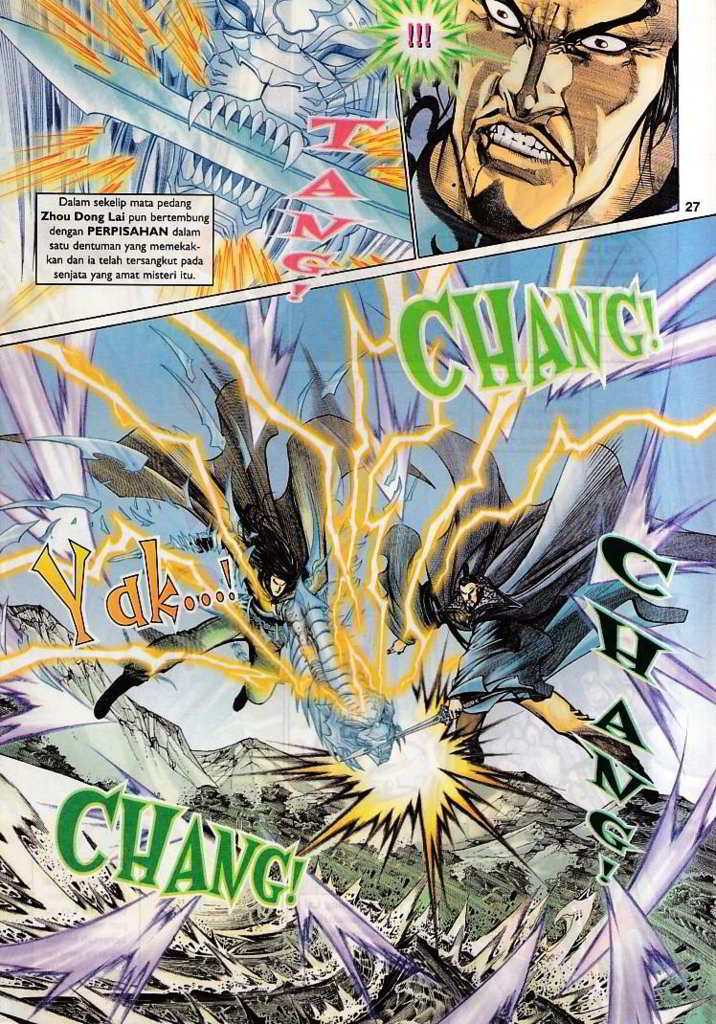 !!!
TANG!
27
Dalam sekelip mata pedang
Zhou Dong Lai pun bertembung
dengan PERPISAHAN dalam
satu dentuman yang memekak-
kan dan ia telah tersangkut pada
senjata yang amat misteri itu.
CHANG!
Yak...!
CHANG!
CHANG!